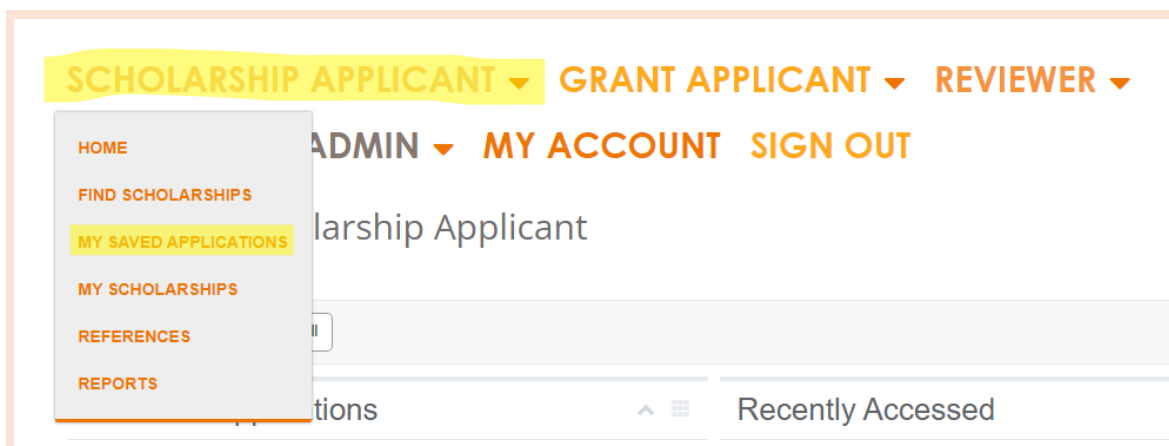 SCHOLARSHIP APPLICANT GRANT APPLICANT REVIEWER
ADMIN MY ACCOUNT SIGN OUT
HOME
FIND SCHOLARSHIPS
MY SAVED APPLICATIONS
MY SCHOLARSHIPS
REFERENCES
REPORTS
larship Applicant
tions Recently Accessed